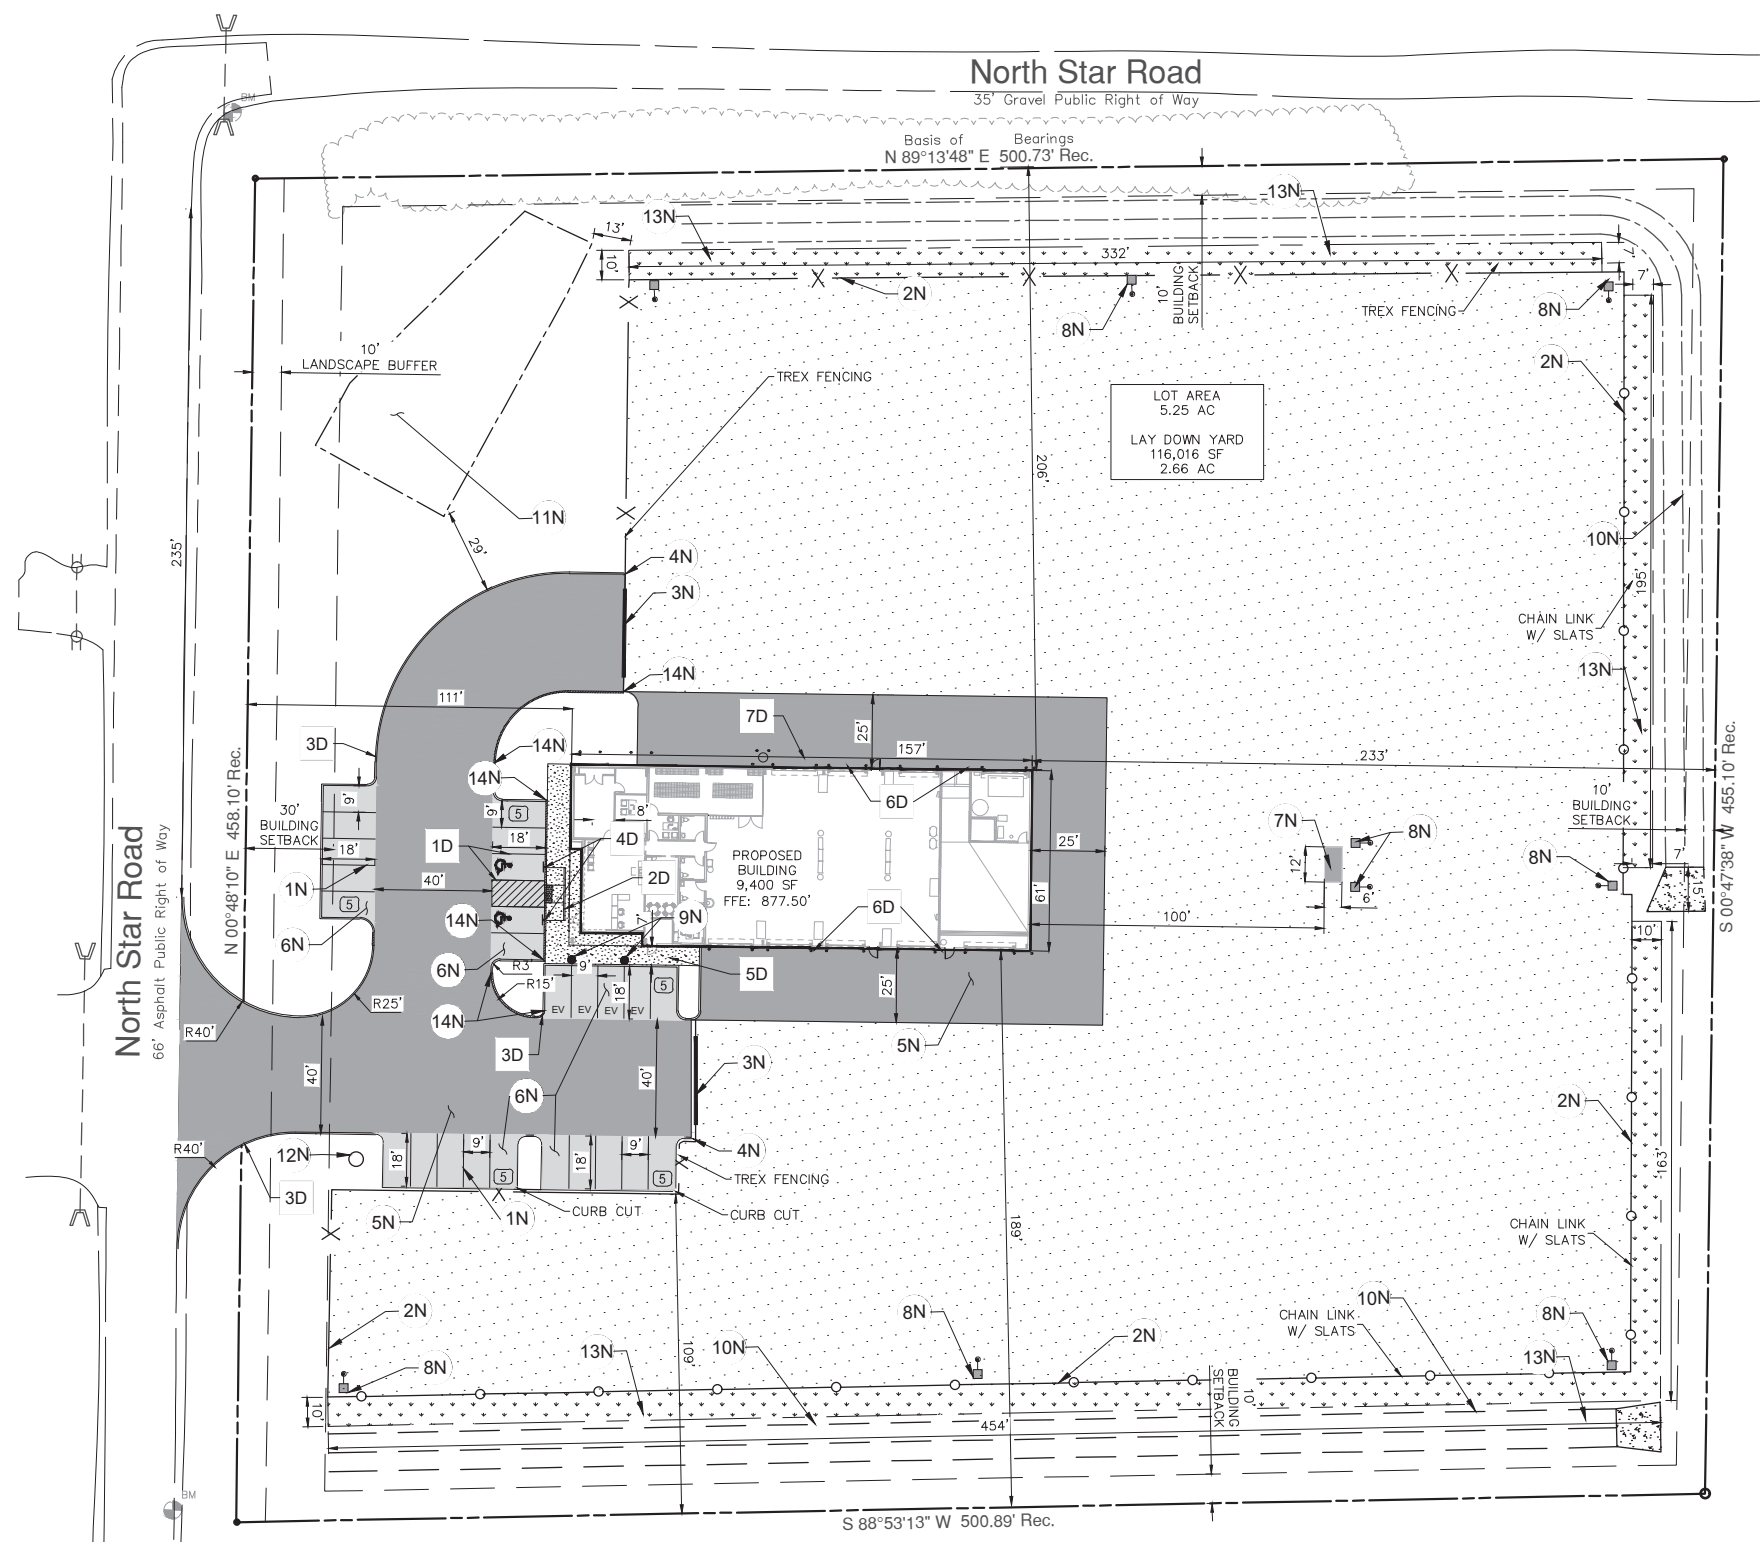 BM
North Star Road
35' Gravel Public Right of Way
Basis of Bearings
N 89°13'48" E 500.73' Rec.
13N
13N
13'
10'
332'
7'
7'
2N
8N
10'
BUILDING
SETBACK
TREX FENCING
8N
10'
LANDSCAPE BUFFER
2N
TREX FENCING
LOT AREA
5.25 AC
LAY DOWN YARD
116,016 SF
2.66 AC
206'
11N
29'
235'
10N
195'
4N
3N
CHAIN LINK
W/ SLATS
13N
14N
111'
7D
25'
3D
14N
157'
233'
14N
9'
30'
BUILDING
SETBACK
18'
9'
5
18'
8'
4D
6D
1D
2D
PROPOSED
BUILDING
9,400 SF
FFE: 877.50'
25'
61'
7N
12'
8N
6'
100'
10'
BUILDING
SETBACK
8N
7'
15'
1N
40'
5
14N
9N
6D
6N
6N
R3'
9'
5D
R15'
18'
5
25'
10'
R25'
EV
EV
EV
EV
14N
R40'
3D
5N
40'
40'
3N
6N
N 00°48'10" E 458.10' Rec.
S 00°47'38" W 455.10' Rec.
North Star Road
66' Asphalt Public Right of Way
2N
R40'
12N
18'
9'
5
18'
9'
5
4N
TREX FENCING
163'
3D
5N
1N
CURB CUT
CURB CUT
189'
CHAIN LINK
W/ SLATS
2N
8N
10N
8N
CHAIN LINK
W/ SLATS
13N
10N
2N
13N
8N
109'
10'
BUILDING
SETBACK
10'
454'
BM
S 88°53'13" W 500.89' Rec.